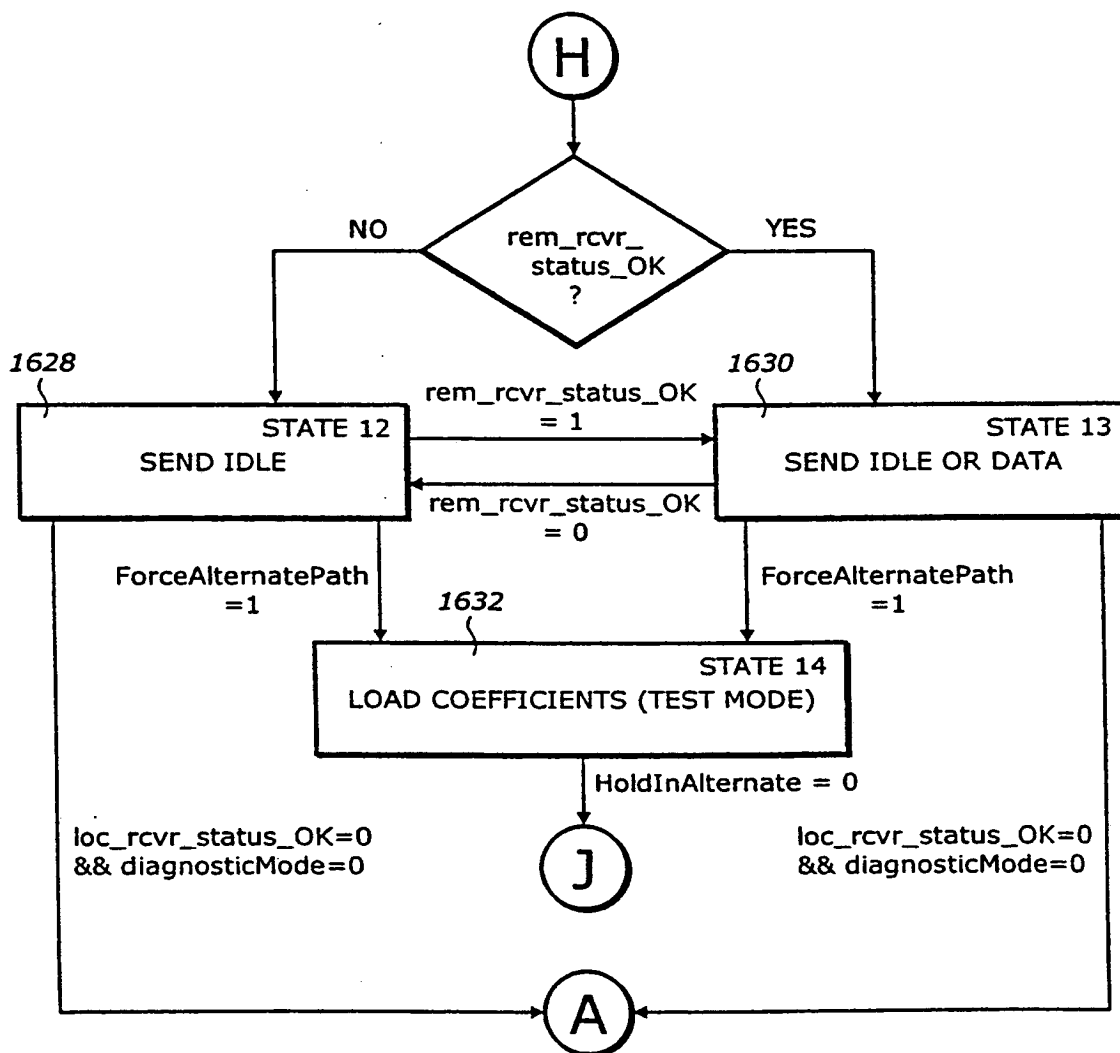 H
NO
YES
rem_rcvr_
status_OK
?
1628
1630
rem_rcvr_status_OK
= 1
STATE 12
SEND IDLE
STATE 13
SEND IDLE OR DATA
rem_rcvr_status_OK
= 0
ForceAlternatePath
=1
ForceAlternatePath
=1
1632
STATE 14
LOAD COEFFICIENTS (TEST MODE)
HoldInAlternate = 0
loc_rcvr_status_OK=0
&& diagnosticMode=0
J
loc_rcvr_status_OK=0
&& diagnosticMode=0
A